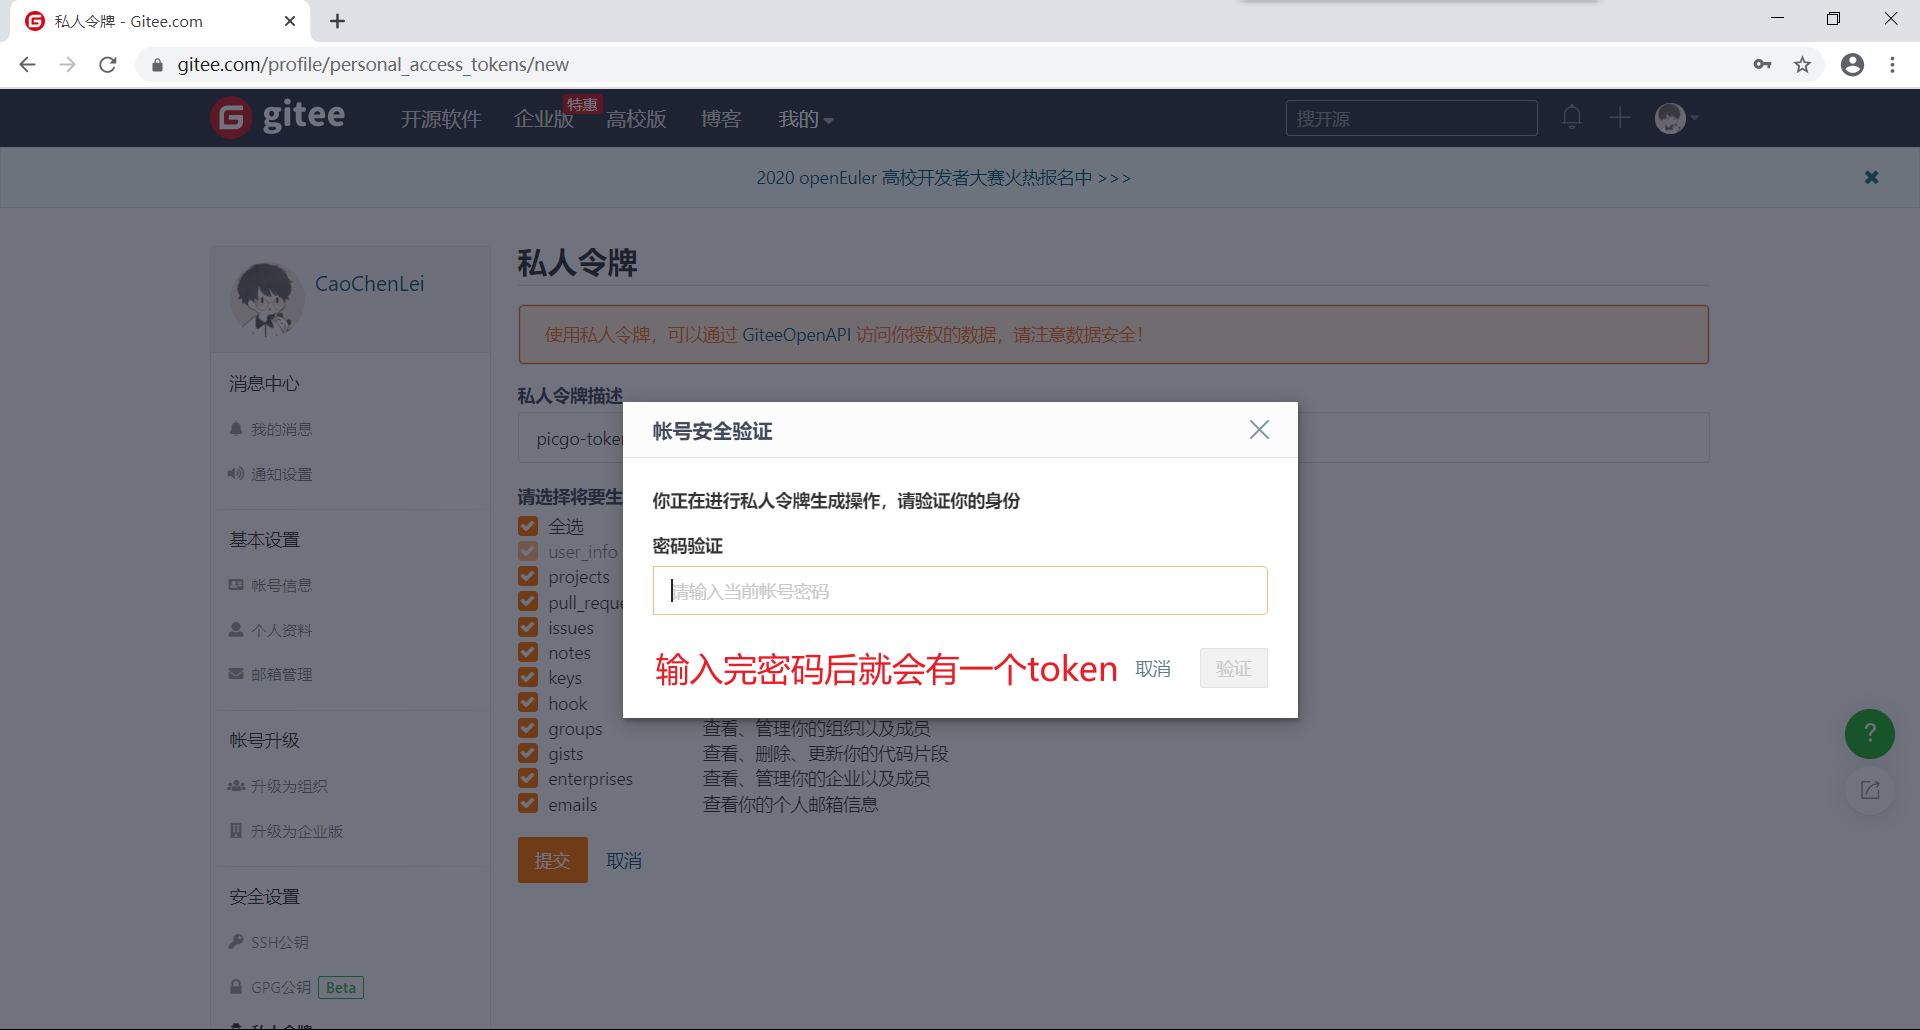 私人令牌 - Gitee.com
gitee.com/profile/personal_access_tokens/new
gitee
开源软件
企业版
特惠
高校版
博客
我的
搜开源
2020 openEuler 高校开发者大赛火热报名中 >>>
CaoChenLei
消息中心
我的消息
通知设置
基本设置
帐号信息
个人资料
邮箱管理
帐号升级
升级为组织
升级为企业版
安全设置
SSH公钥
GPG公钥 Beta
私人令牌
私人令牌
使用私人令牌，可以通过 GiteeOpenAPI 访问你授权的数据，请注意数据安全！
私人令牌描述
picgo-token
请选择将要生
全选
user_info
projects
pull_reque
issues
notes
keys
hook
groups 查看、管理你的组织以及成员
gists 查看、删除、更新你的代码片段
enterprises 查看、管理你的企业以及成员
emails 查看你的个人邮箱信息
提交 取消
帐号安全验证
你正在进行私人令牌生成操作，请验证你的身份
密码验证
请输入当前帐号密码
输入完密码后就会有一个token
取消
验证
?